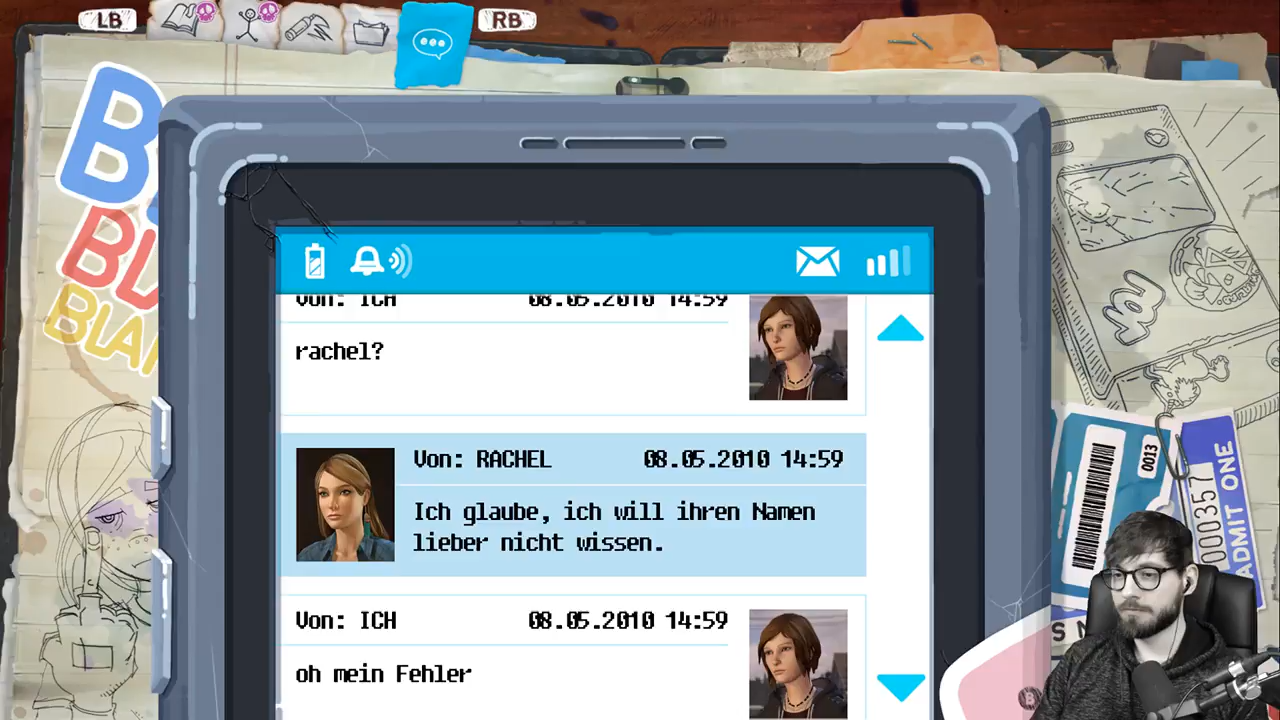 LB
RB
Von: ICH 08.05.2010 14:59
rachel?
Von: RACHEL 08.05.2010 14:59
Ich glaube, ich will ihren Namen
lieber nicht wissen.
Von: ICH 08.05.2010 14:59
oh mein Fehler
0013
000357
ADMIT ONE